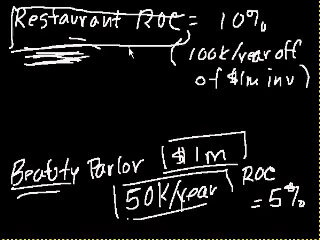 Restaurant ROC = 10%
(100k/year off
of $1m inv)
Beauty Parlor $1m
50K/year ROC
= 5%